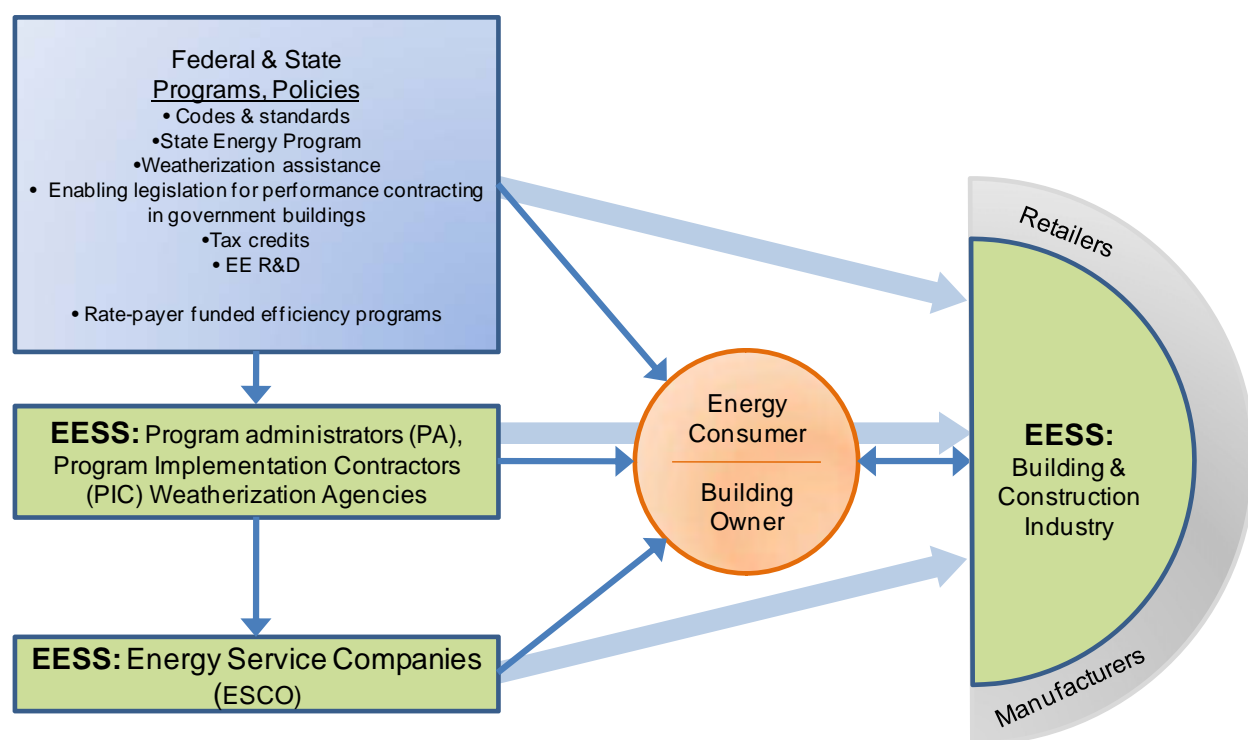 Federal & State
Programs, Policies
• Codes & standards
•State Energy Program
•Weatherization assistance
• Enabling legislation for performance contracting
in government buildings
•Tax credits
• EE R&D
• Rate-payer funded efficiency programs
EESS: Program administrators (PA),
Program Implementation Contractors
(PIC) Weatherization Agencies
EESS: Energy Service Companies
(ESCO)
Energy
Consumer
Building
Owner
EESS:
Building &
Construction
Industry
Retailers
Manufacturers